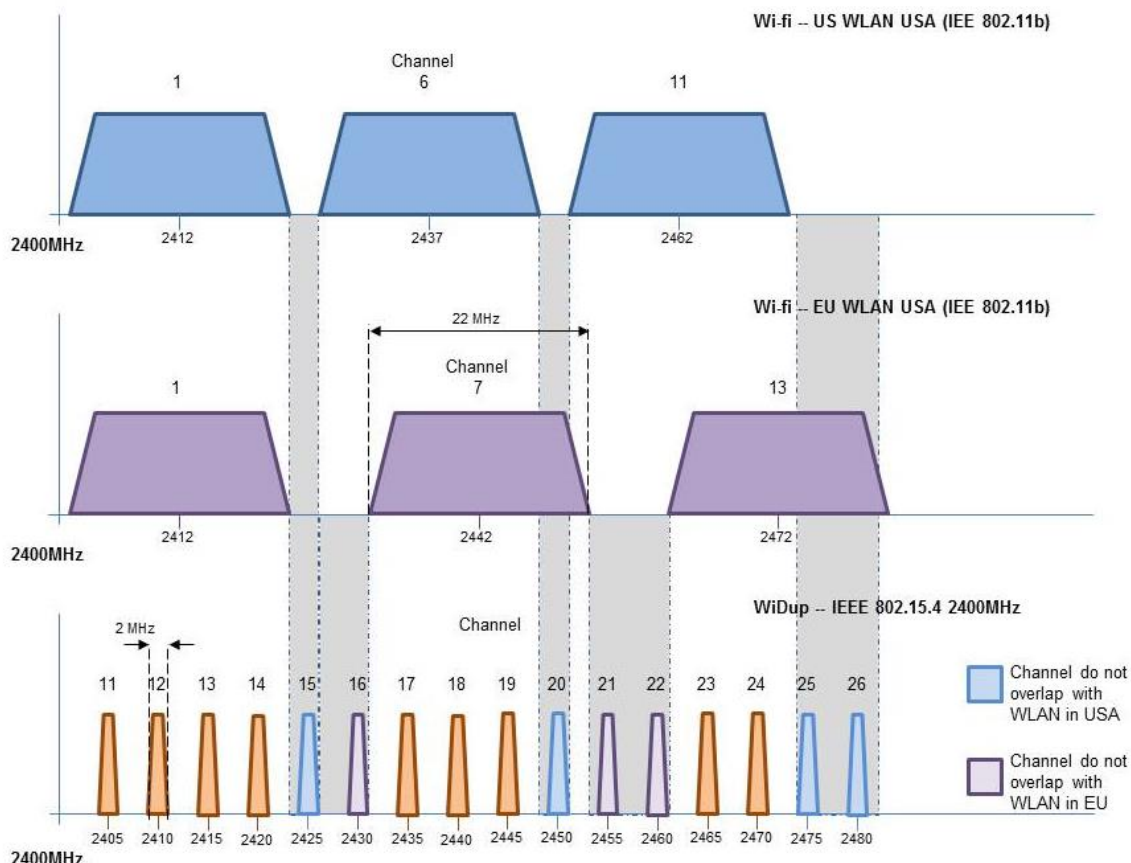 Wi-fi -- US WLAN USA (IEE 802.11b)
Channel
1 6 11
2412 2437 2462
2400MHz
Wi-fi -- EU WLAN USA (IEE 802.11b)
22 MHz
Channel
1 7 13
2412 2442 2472
2400MHz
WiDup -- IEEE 802.15.4 2400MHz
Channel
2 MHz
11 12 13 14 15 16 17 18 19 20 21 22 23 24 25 26
Channel do not
overlap with
WLAN in USA
Channel do not
overlap with
WLAN in EU
2405 2410 2415 2420 2425 2430 2435 2440 2445 2450 2455 2460 2465 2470 2475 2480
2400MHz